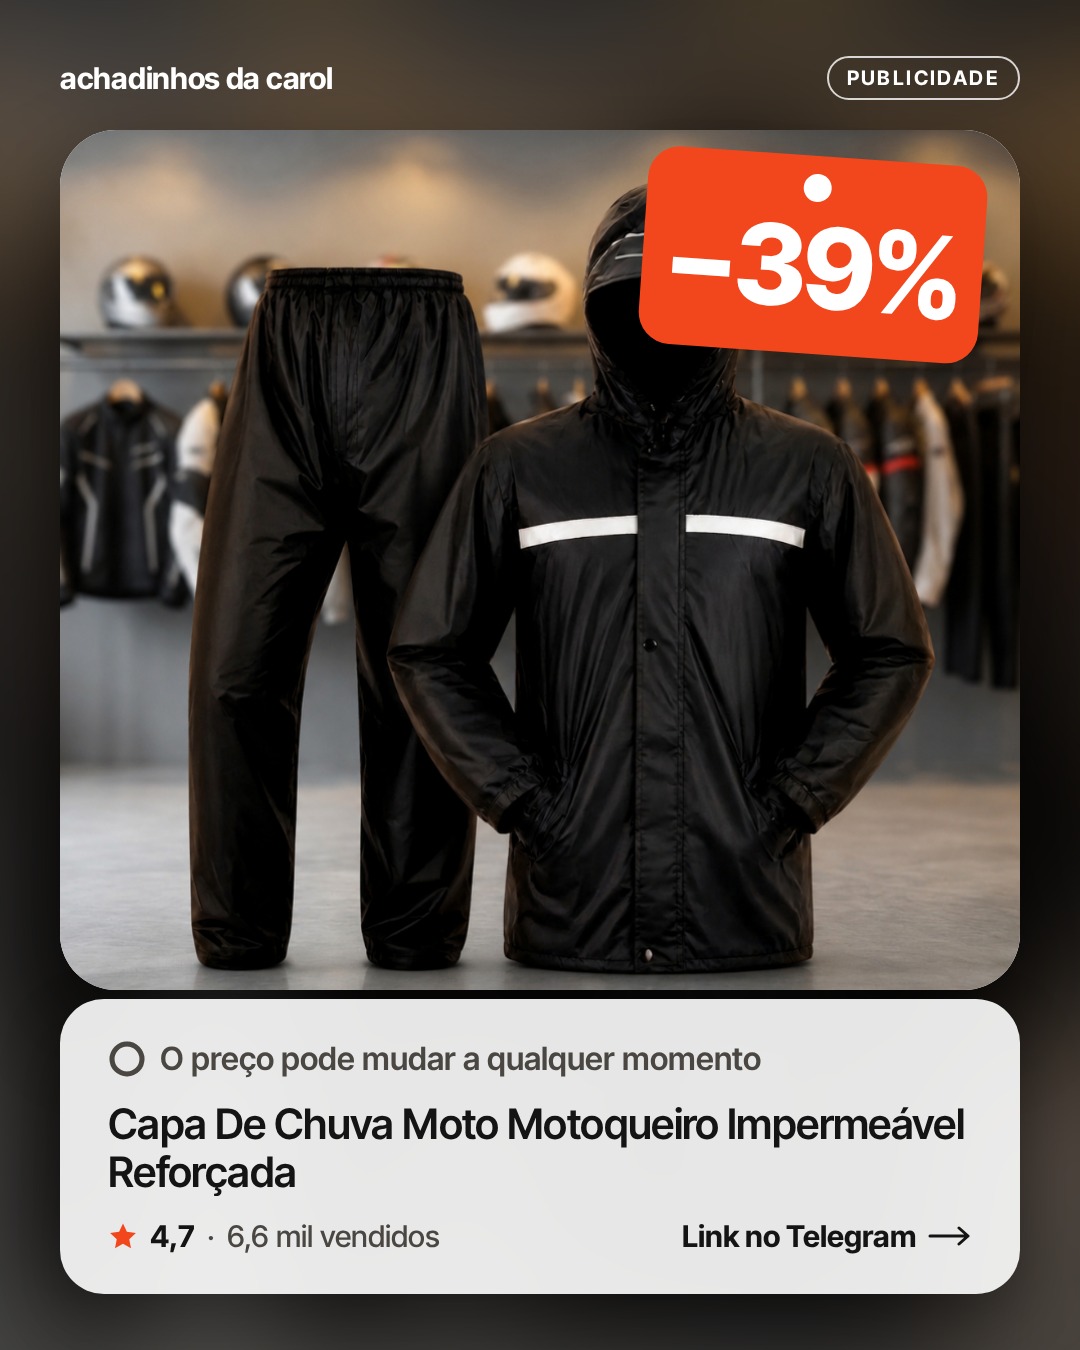 achadinhos da carol
PUBLICIDADE
–39%
O preço pode mudar a qualquer momento
Capa De Chuva Moto Motoqueiro Impermeável
Reforçada
4,7 · 6,6 mil vendidos
Link no Telegram →